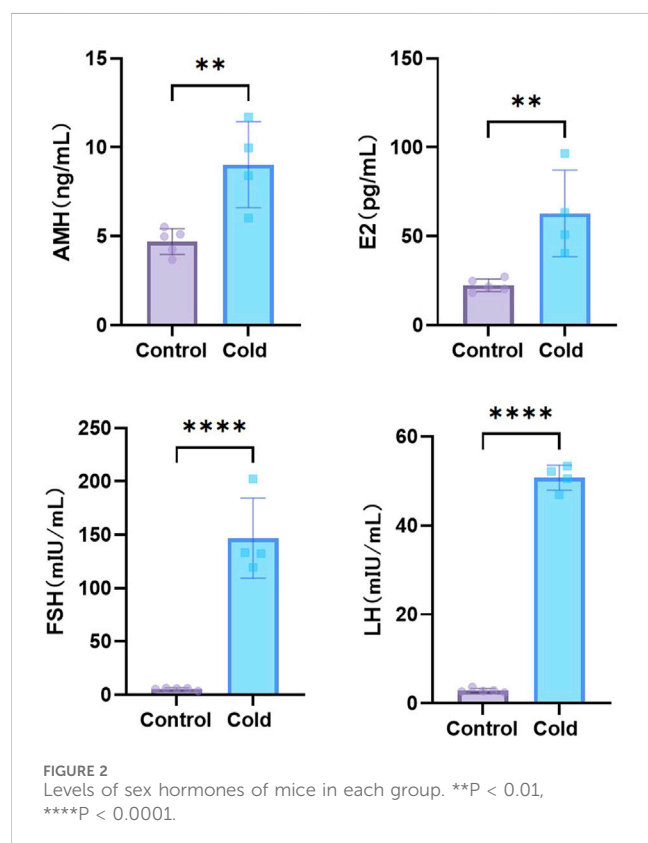 15
10
5
0
AMH(ng/mL)
**
Control Cold
150
100
50
0
E2(pg/mL)
**
Control Cold
250
200
150
100
50
0
FSH(mIU/mL)
****
Control Cold
60
40
20
0
LH(mIU/mL)
****
Control Cold
FIGURE 2
Levels of sex hormones of mice in each group. **P < 0.01,
****P < 0.0001.